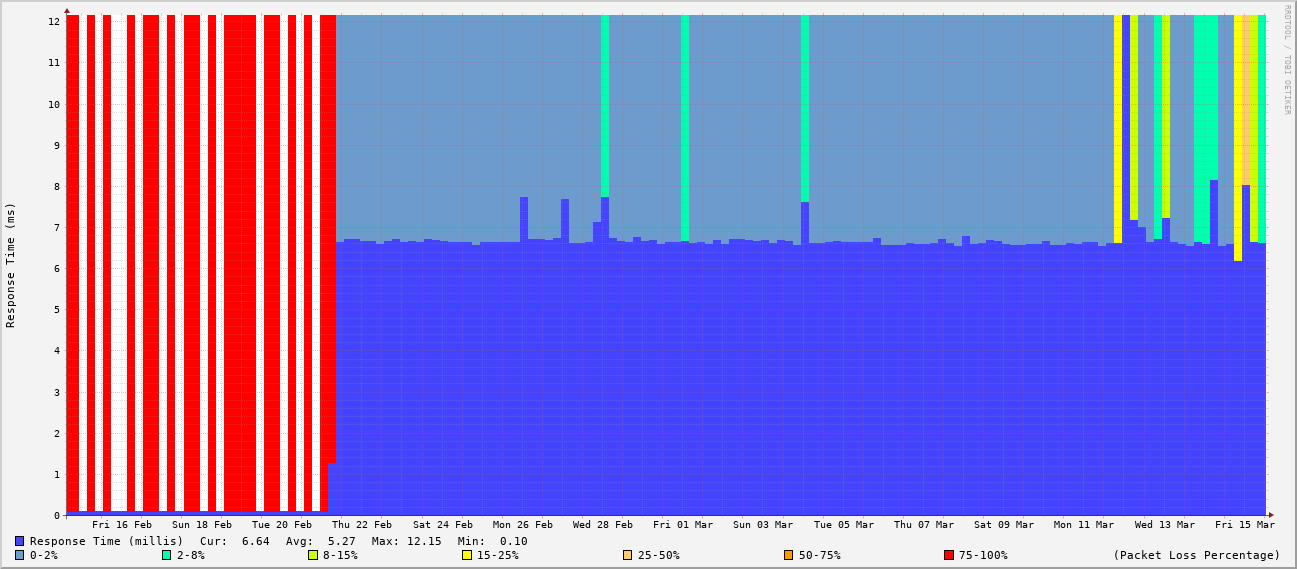 RRDTOOL / TOBI OETIKER
Response Time (ms)
12
11
10
9
8
7
6
5
4
3
2
1
0
Fri 16 Feb Sun 18 Feb Tue 20 Feb Thu 22 Feb Sat 24 Feb Mon 26 Feb Wed 28 Feb Fri 01 Mar Sun 03 Mar Tue 05 Mar Thu 07 Mar Sat 09 Mar Mon 11 Mar Wed 13 Mar Fri 15 Mar
Response Time (millis) Cur: 6.64 Avg: 5.27 Max: 12.15 Min: 0.10
0-2% 2-8% 8-15% 15-25% 25-50% 50-75% 75-100% (Packet Loss Percentage)